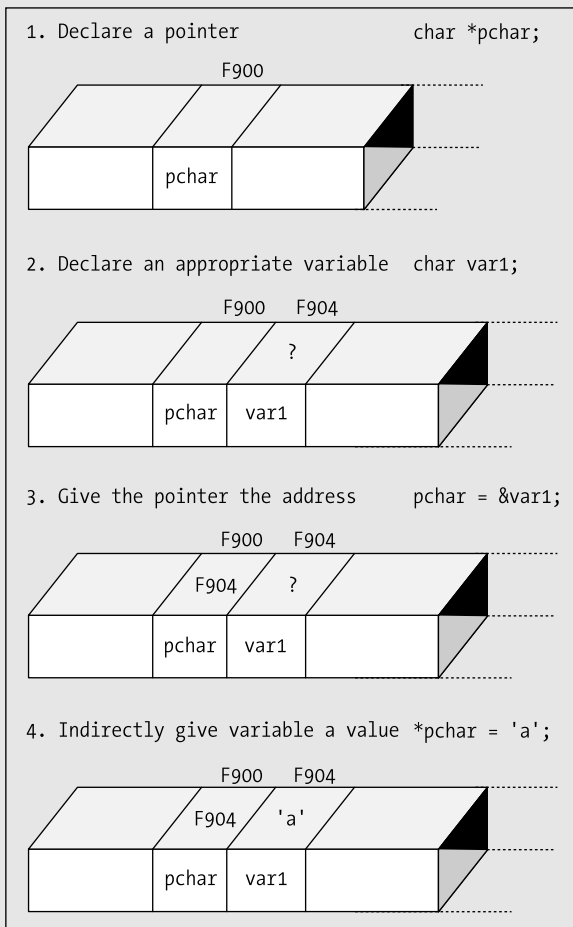 1. Declare a pointer char *pchar;
F900
pchar
2. Declare an appropriate variable char var1;
F900 F904
?
pchar var1
3. Give the pointer the address pchar = &var1;
F900 F904
F904 ?
pchar var1
4. Indirectly give variable a value *pchar = 'a';
F900 F904
F904 'a'
pchar var1